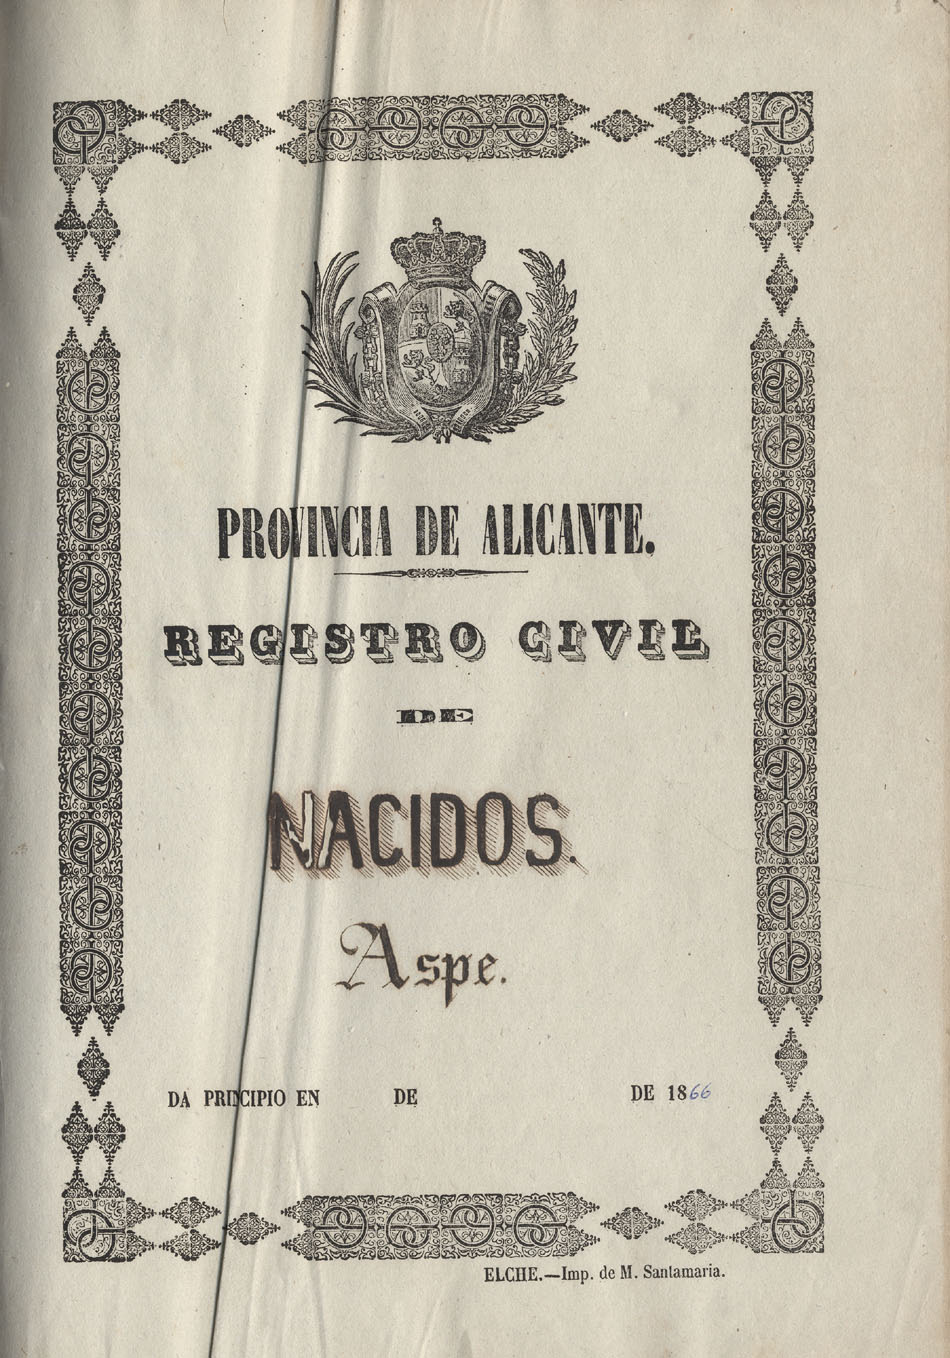 PROVINCIA DE ALICANTE.
REGISTRO CIVIL
DE
NACIDOS.
Aspe.
DA PRINCIPIO EN DE DE 1866
ELCHE.—Imp. de M. Santamaria.